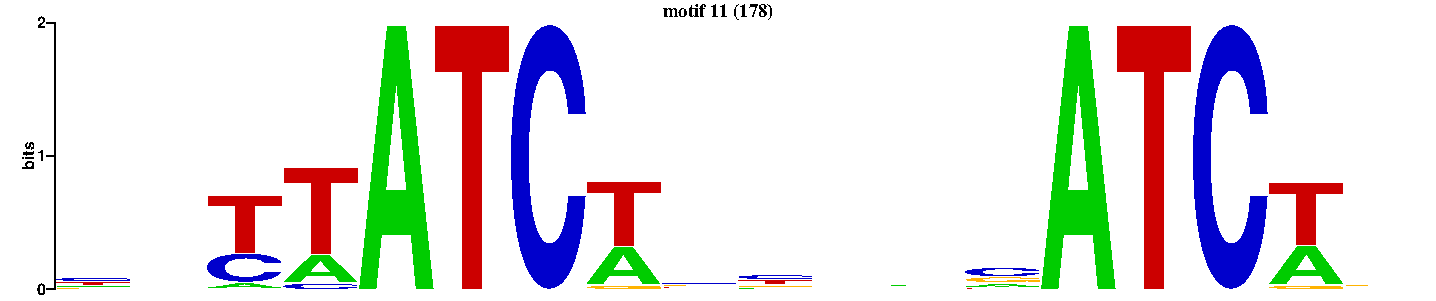 motif 11 (178)
bits
2
1
0
T T A T C T A T C T
C A A C A A
A C